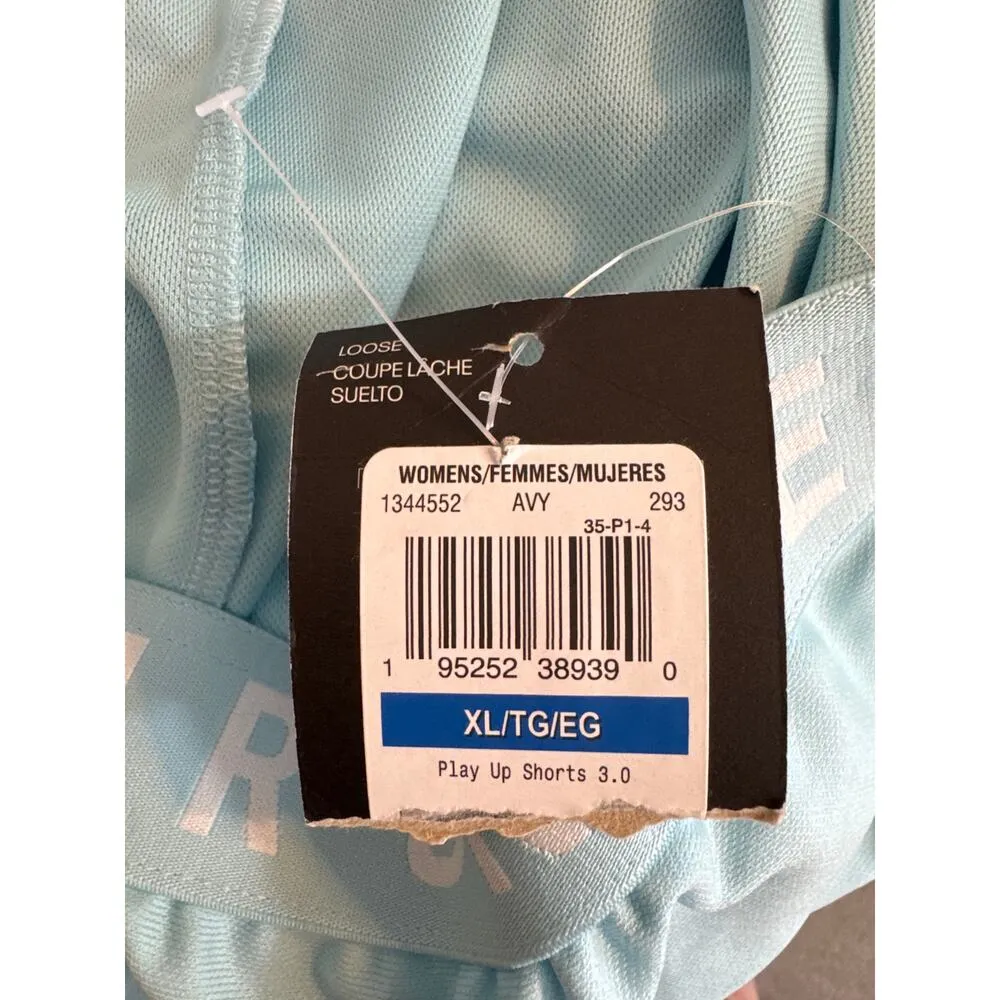 LOOSE
COUPE LÂCHE
SUELTO
WOMENS/FEMMES/MUJERES
1344552 AVY 293
35-P1-4
1 95252 38939 0
XL/TG/EG
Play Up Shorts 3.0
R